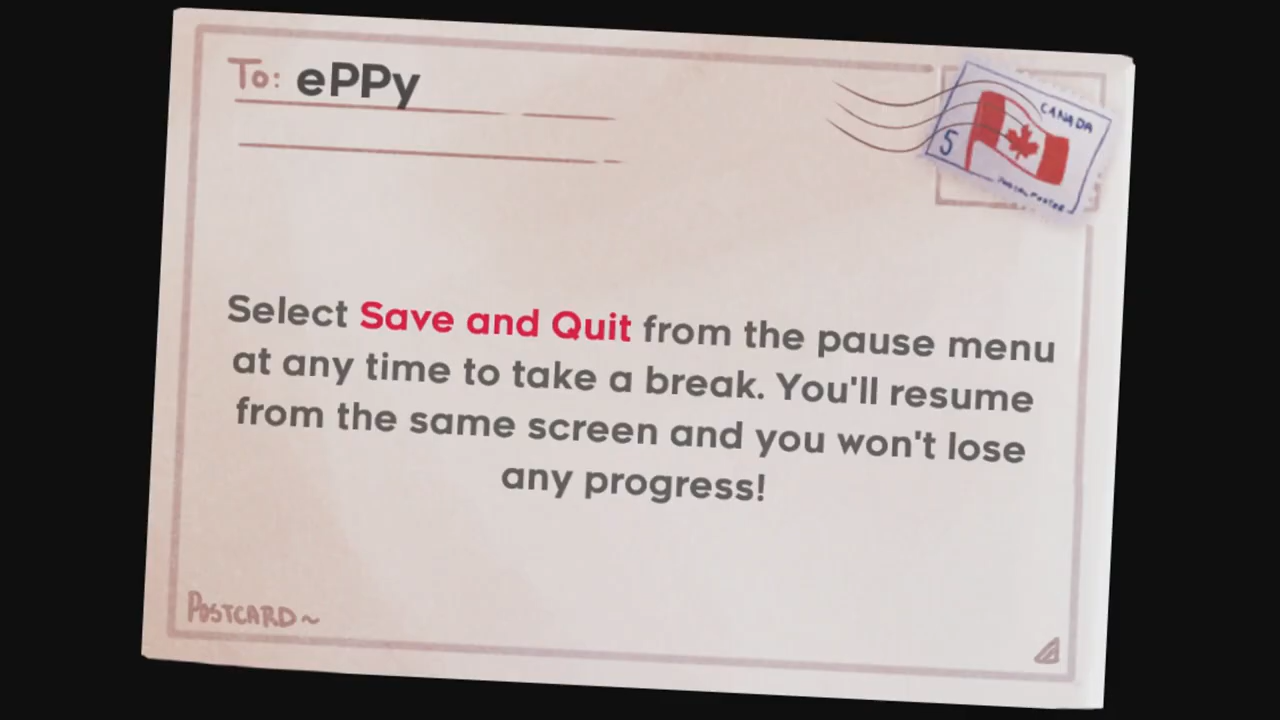 To: ePPy
CANADA
5
Select Save and Quit from the pause menu
at any time to take a break. You'll resume
from the same screen and you won't lose
any progress!
POSTCARD~